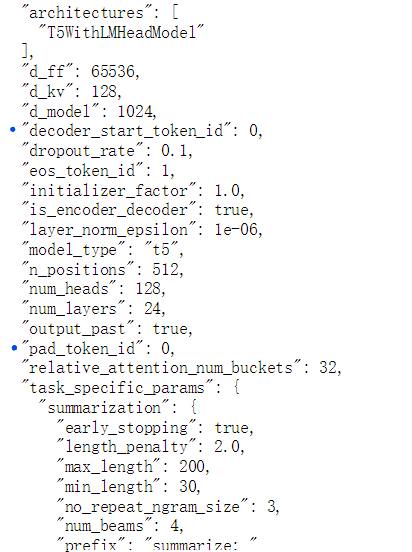 "architectures": [
"T5WithLMHeadModel"
],
"d_ff": 65536,
"d_kv": 128,
"d_model": 1024,
"decoder_start_token_id": 0,
"dropout_rate": 0.1,
"eos_token_id": 1,
"initializer_factor": 1.0,
"is_encoder_decoder": true,
"layer_norm_epsilon": 1e-06,
"model_type": "t5",
"n_positions": 512,
"num_heads": 128,
"num_layers": 24,
"output_past": true,
"pad_token_id": 0,
"relative_attention_num_buckets": 32,
"task_specific_params": {
"summarization": {
"early_stopping": true,
"length_penalty": 2.0,
"max_length": 200,
"min_length": 30,
"no_repeat_ngram_size": 3,
"num_beams": 4,
"prefix": "summarize: "